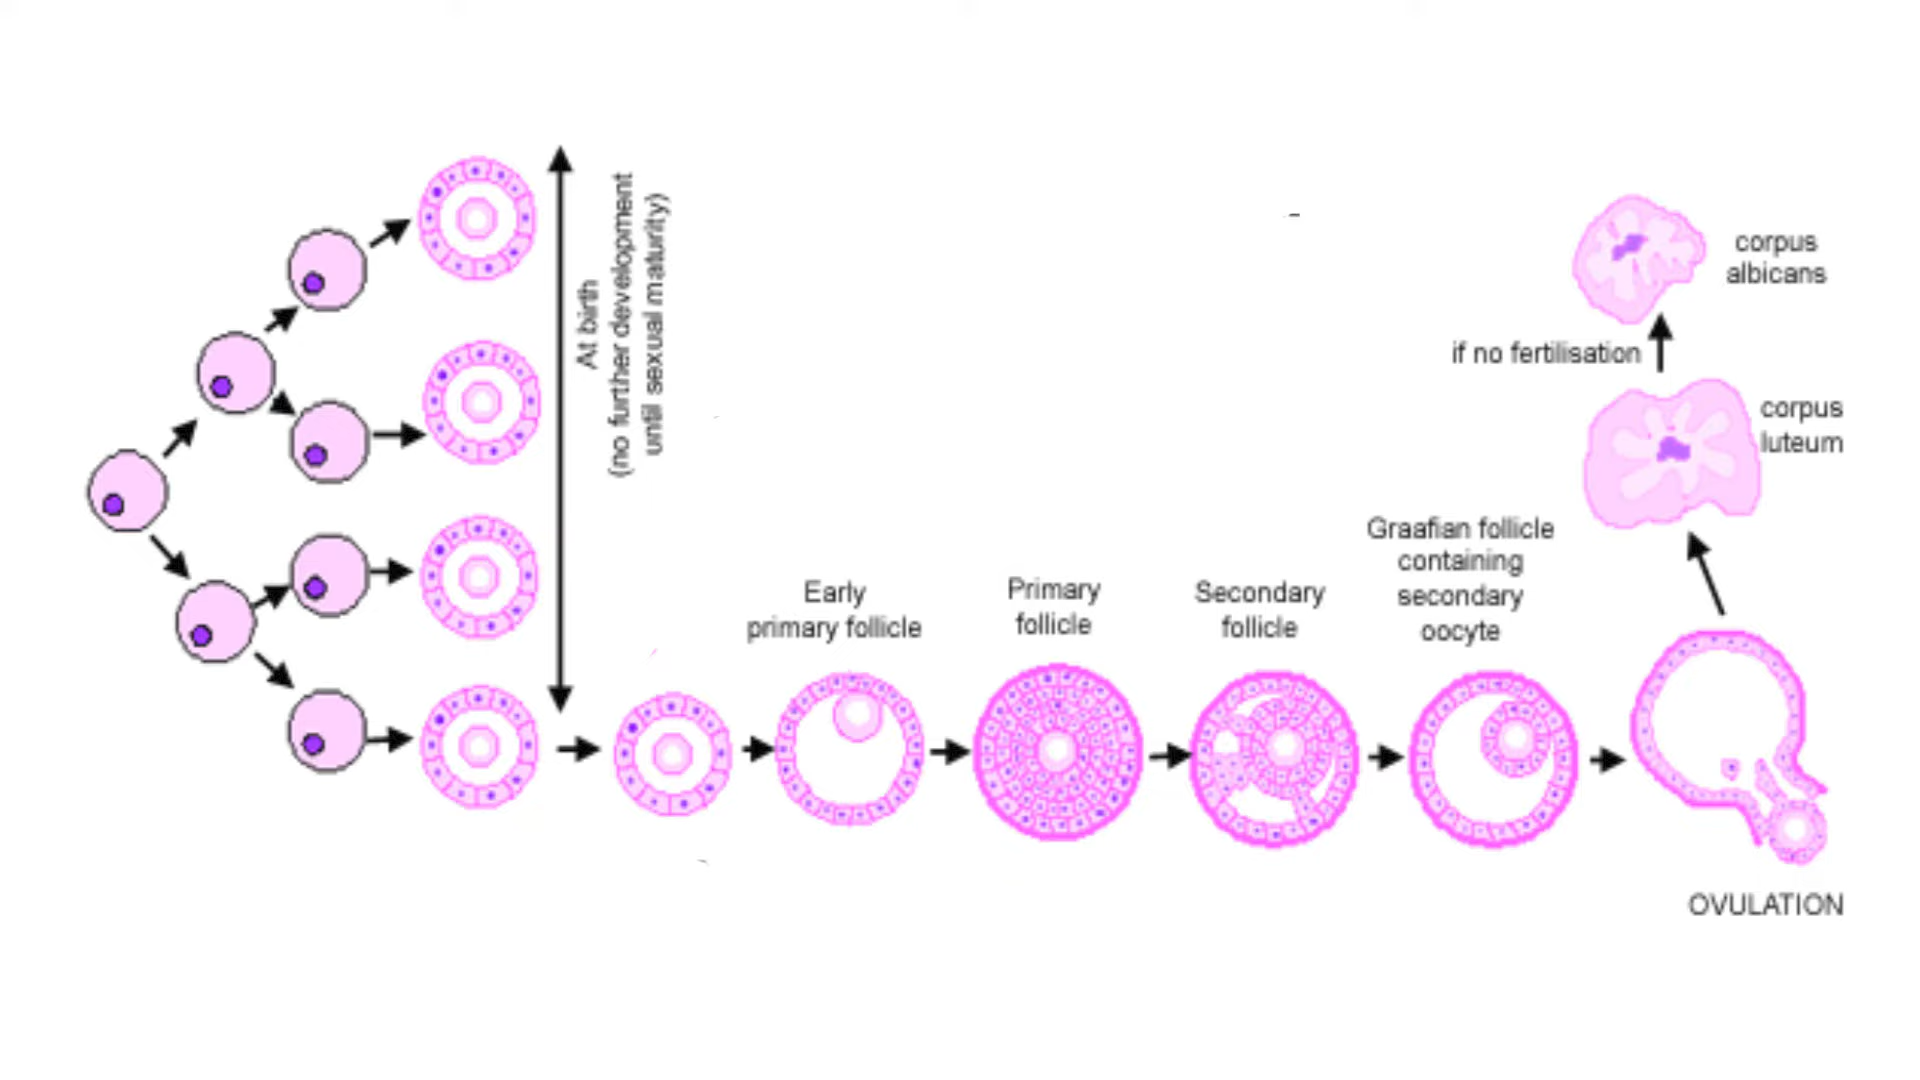 At birth
(no further development
until sexual maturity)
Early
primary follicle
Primary
follicle
Secondary
follicle
Graafian follicle
containing
secondary
oocyte
OVULATION
corpus
luteum
if no fertilisation
corpus
albicans